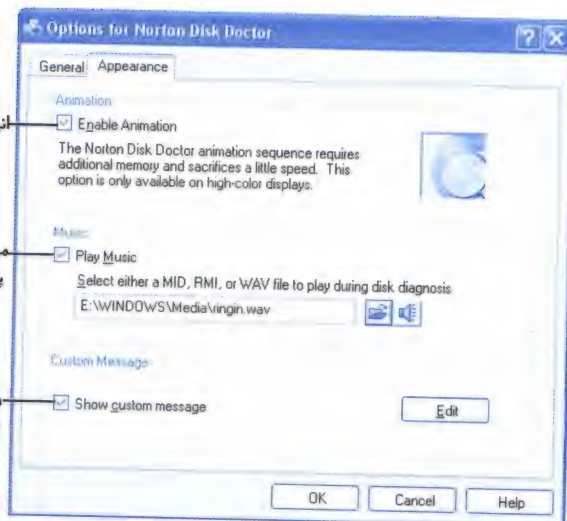 Options for Norton Disk Doctor
General Appearance
Animation
Enable Animation
The Norton Disk Doctor animation sequence requires
additional memory and sacrifices a little speed. This
option is only available on high-color displays.
Music
Play Music
Select either a MID, RMI, or WAV file to play during disk diagnosis
E:\WINDOWS\Media\ringin.wav
Custom Message
Show custom message
Edit
OK Cancel Help